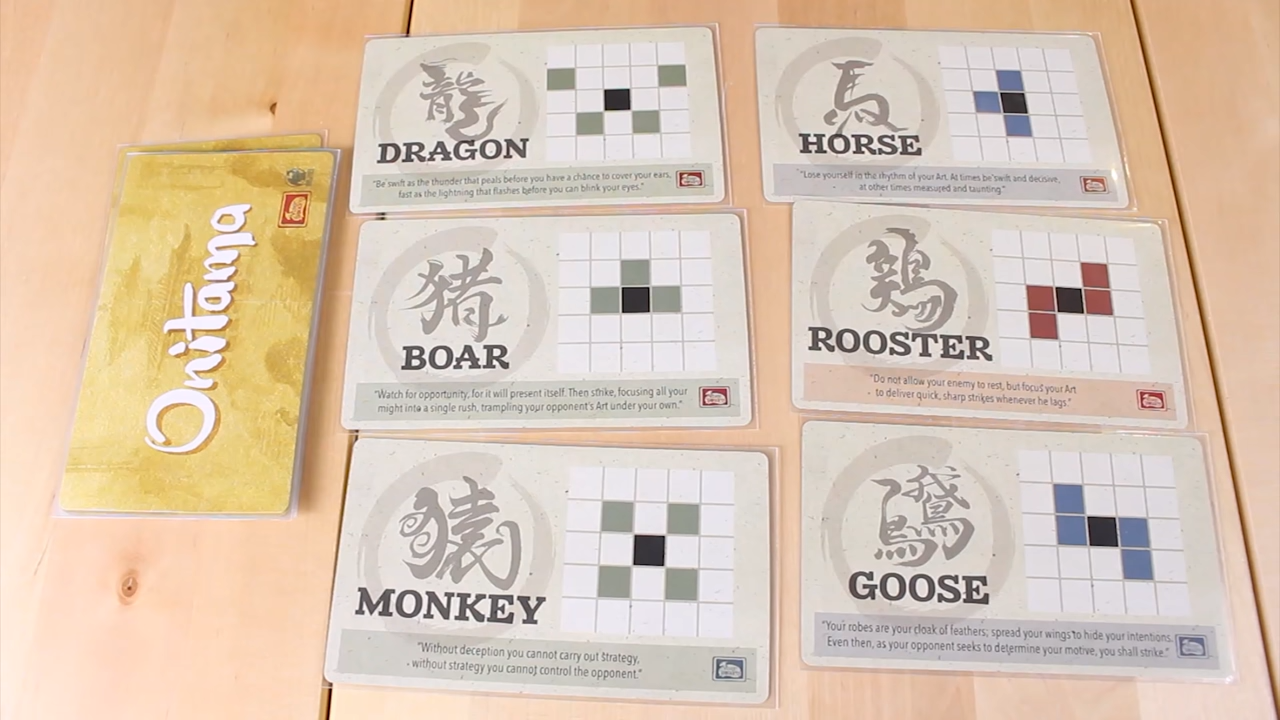 Onitama
龍
DRAGON
"Be swift as the thunder that peals before you have a chance to cover your ears,
fast as the lightning that flashes before you can blink your eyes."
馬
HORSE
"Lose yourself in the rhythm of your Art. At times be swift and decisive,
at other times measured and taunting."
猪
BOAR
"Watch for opportunity, for it will present itself. Then strike, focusing all your
might into a single rush, trampling your opponent's Art under your own."
鶏
ROOSTER
"Do not allow your enemy to rest, but focus your Art
to deliver quick, sharp strikes whenever he lags."
猿
MONKEY
"Without deception you cannot carry out strategy,
without strategy you cannot control the opponent."
GOOSE
"Your robes are your cloak of feathers; spread your wings to hide your intentions.
Even then, as your opponent seeks to determine your motive, you shall strike."